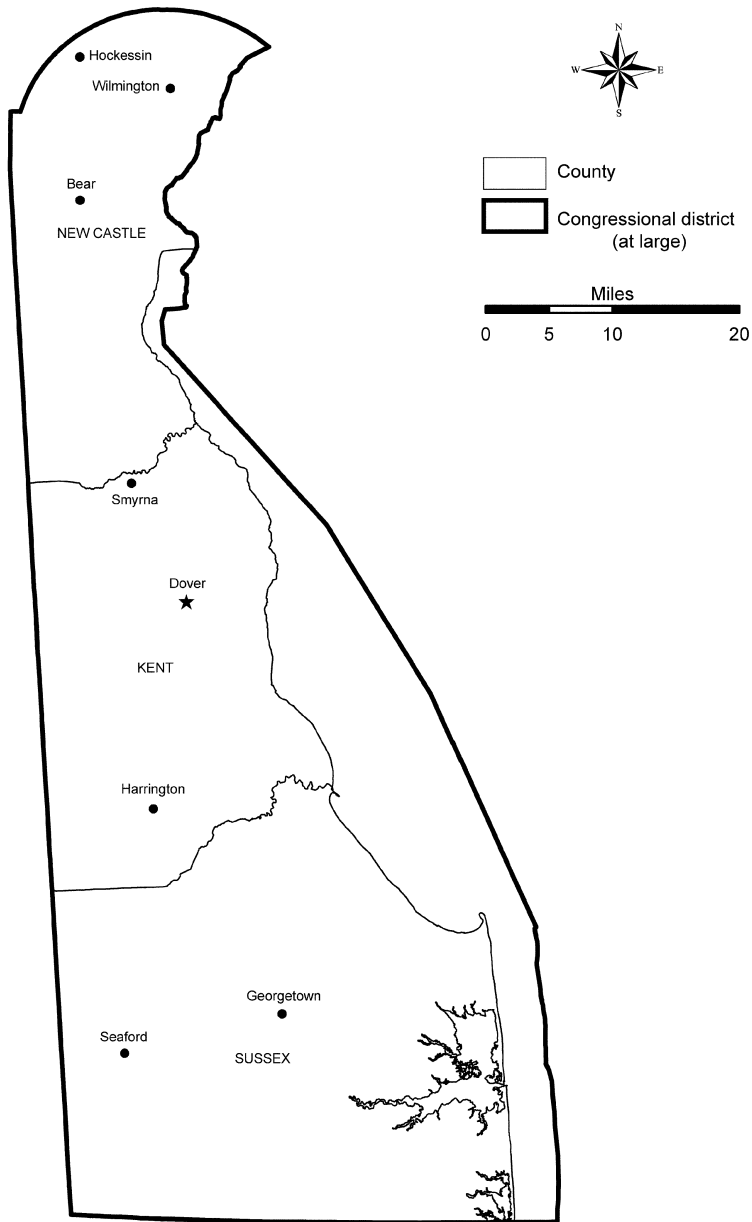 Hockessin
Wilmington
Bear
NEW CASTLE
Smyrna
Dover
KENT
Harrington
Georgetown
Seaford
SUSSEX
N
W E
S
County
Congressional district
(at large)
Miles
0 5 10 20